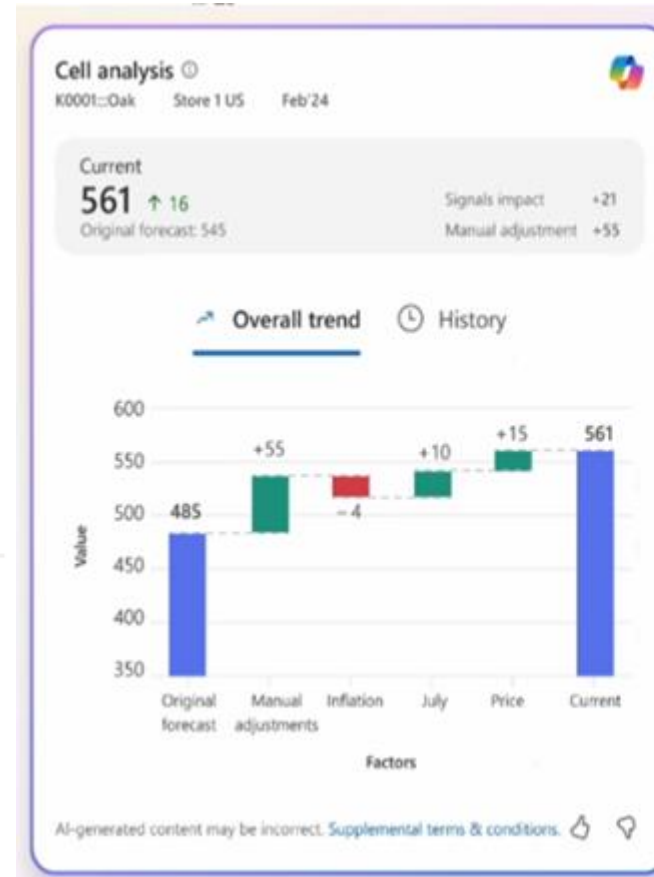 Cell analysis
K0001::Oak Store 1 US Feb'24
Current
561 ↑ 16
Original forecast: 545
Signals impact +21
Manual adjustment +55
Overall trend History
600
550
500
450
400
350
Value
485
+55
-4
+10
+15
561
Original forecast
Manual adjustments
Inflation
July
Price
Current
Factors
AI-generated content may be incorrect. Supplemental terms & conditions.